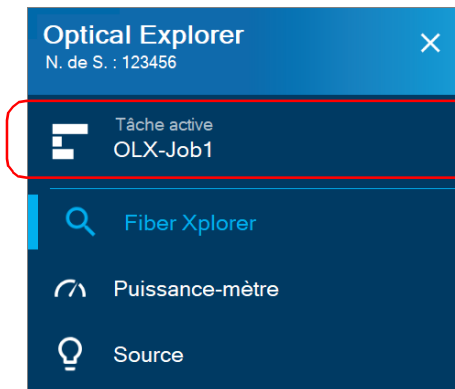 Optical Explorer
N. de S. : 123456
Tâche active
OLX-Job1
Fiber Xplorer
Puissance-mètre
Source